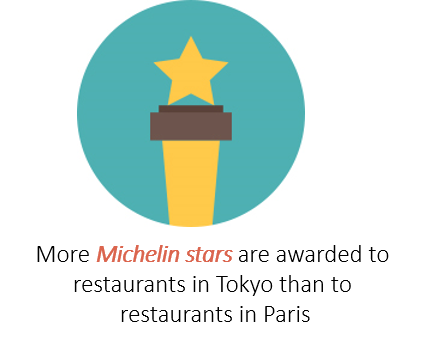 More Michelin stars are awarded to
restaurants in Tokyo than to
restaurants in Paris